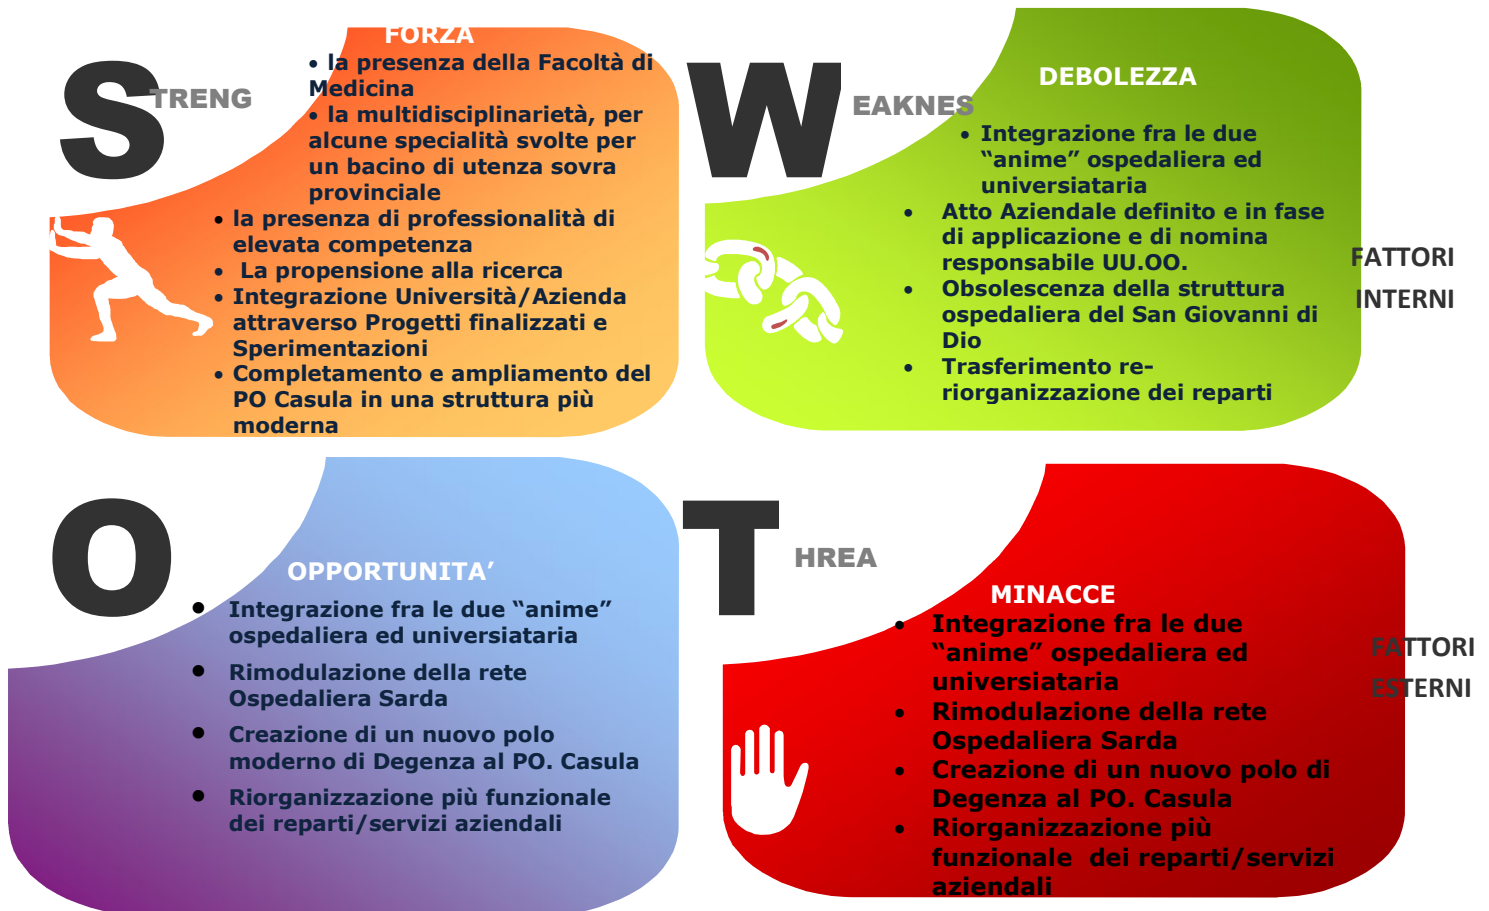 S
TRENG
FORZA
• la presenza della Facoltà di
Medicina
• la multidisciplinarietà, per
alcune specialità svolte per
un bacino di utenza sovra
provinciale
• la presenza di professionalità di
elevata competenza
• La propensione alla ricerca
• Integrazione Università/Azienda
attraverso Progetti finalizzati e
Sperimentazioni
• Completamento e ampliamento del
PO Casula in una struttura più
moderna
W
EAKNES
DEBOLEZZA
• Integrazione fra le due
“anime” ospedaliera ed
universiataria
• Atto Aziendale definito e in fase
di applicazione e di nomina
responsabile UU.OO.
• Obsolescenza della struttura
ospedaliera del San Giovanni di
Dio
• Trasferimento re-
riorganizzazione dei reparti
FATTORI
INTERNI
O
OPPORTUNITA’
• Integrazione fra le due “anime”
ospedaliera ed universiataria
• Rimodulazione della rete
Ospedaliera Sarda
• Creazione di un nuovo polo
moderno di Degenza al PO. Casula
• Riorganizzazione più funzionale
dei reparti/servizi aziendali
T
HREA
MINACCE
• Integrazione fra le due
“anime” ospedaliera ed
universiataria
• Rimodulazione della rete
Ospedaliera Sarda
• Creazione di un nuovo polo di
Degenza al PO. Casula
• Riorganizzazione più
funzionale dei reparti/servizi
aziendali
FATTORI
ESTERNI